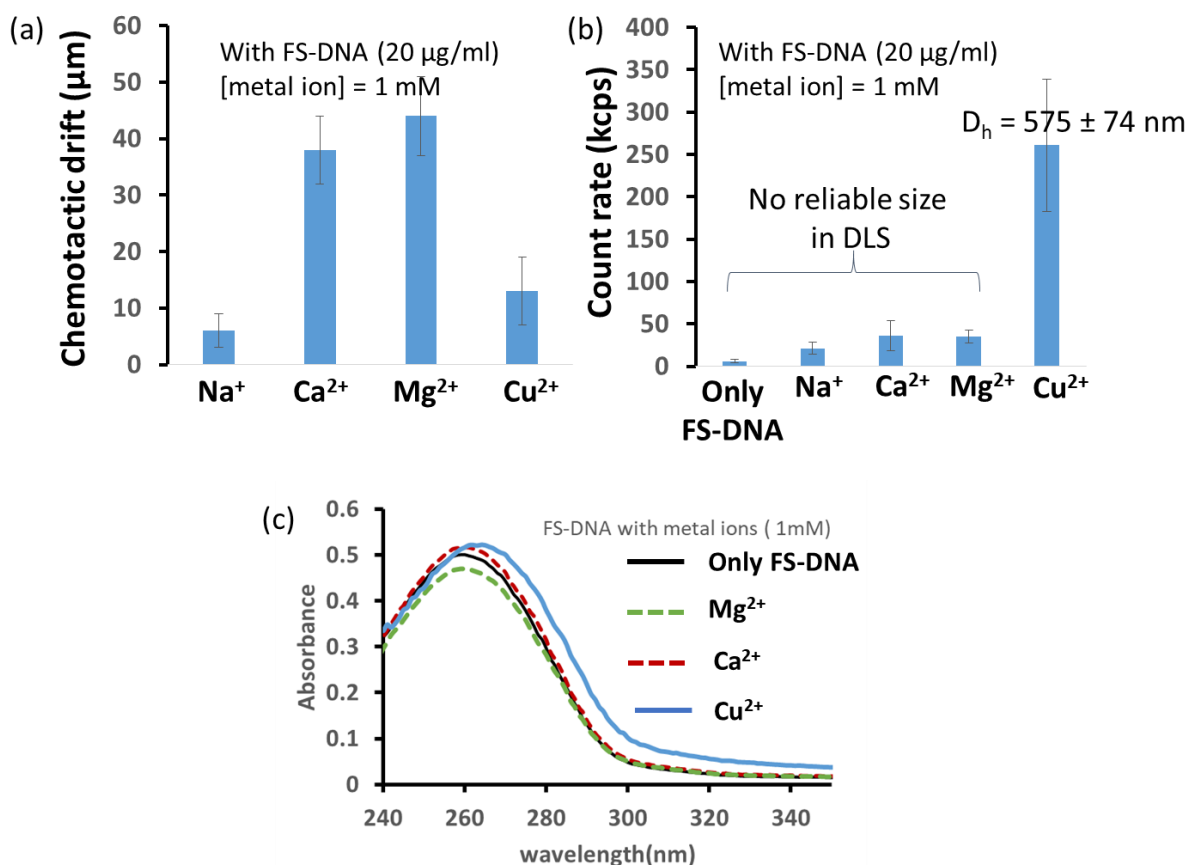 (a)
Chemotactic drift (µm)
60
50
40
30
20
10
0
With FS-DNA (20 µg/ml)
[metal ion] = 1 mM
Na⁺
Ca²⁺
Mg²⁺
Cu²⁺
(b)
Count rate (kcps)
400
350
300
250
200
150
100
50
0
With FS-DNA (20 µg/ml)
[metal ion] = 1 mM
Dₕ = 575 ± 74 nm
No reliable size
in DLS
Only
FS-DNA
Na⁺
Ca²⁺
Mg²⁺
Cu²⁺
(c)
Absorbance
0.6
0.5
0.4
0.3
0.2
0.1
0
FS-DNA with metal ions ( 1mM)
Only FS-DNA
Mg²⁺
Ca²⁺
Cu²⁺
240
260
280
300
320
340
wavelength(nm)